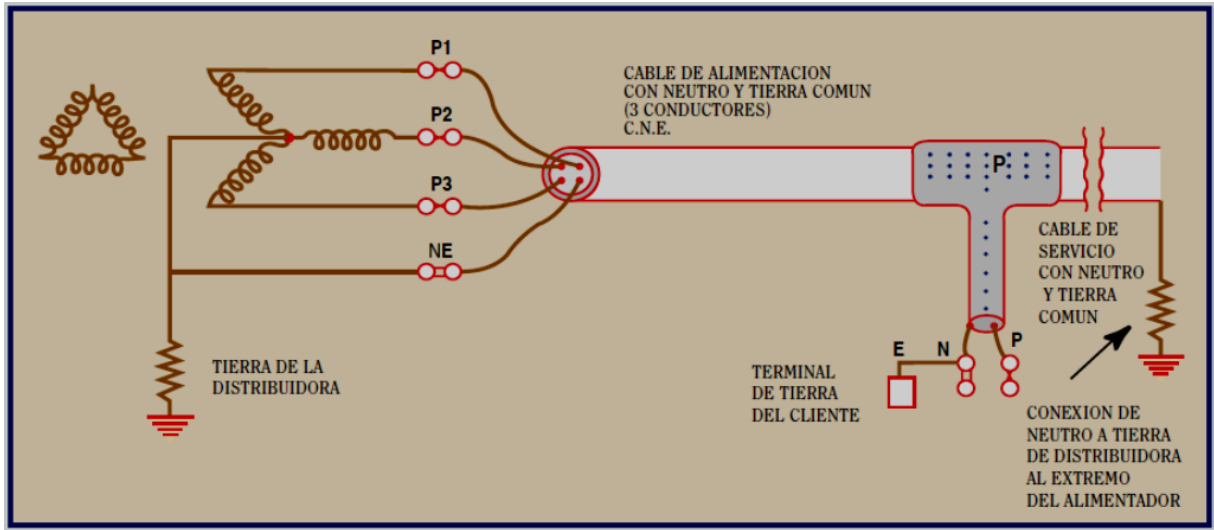 P1
P2
P3
NE
CABLE DE ALIMENTACION
CON NEUTRO Y TIERRA COMUN
(3 CONDUCTORES)
C.N.E.
P
CABLE DE
SERVICIO
CON NEUTRO
Y TIERRA
COMUN
TIERRA DE LA
DISTRIBUIDORA
E
N
P
TERMINAL
DE TIERRA
DEL CLIENTE
CONEXION DE
NEUTRO A TIERRA
DE DISTRIBUIDORA
AL EXTREMO
DEL ALIMENTADOR